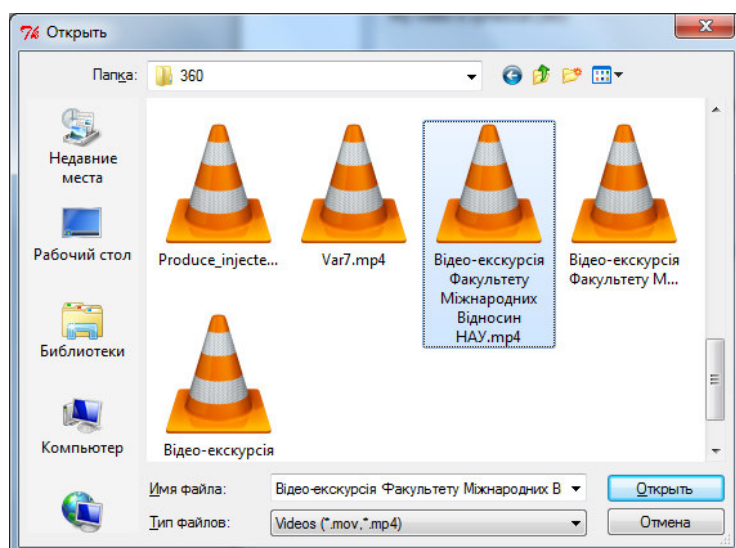 Открыть
Папка:
360
Недавние
места
Рабочий стол
Библиотеки
Компьютер
Produce_injecte...
Var7.mp4
Відео-екскурсія
Факультету
Міжнародних
Відносин
НАУ.mp4
Відео-екскурсія
Факультету М...
Відео-екскурсія
Имя файла:
Відео-екскурсія Факультету Міжнародних В
Открыть
Тип файлов:
Videos (*.mov,*.mp4)
Отмена